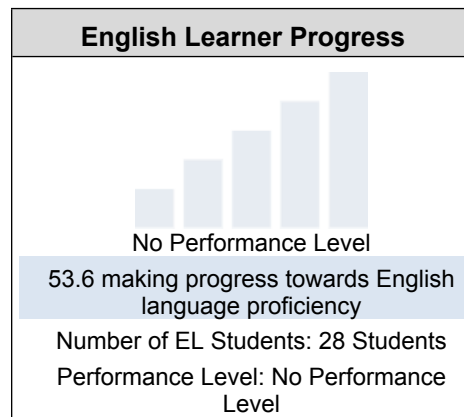 English Learner Progress
No Performance Level
53.6 making progress towards English
language proficiency
Number of EL Students: 28 Students
Performance Level: No Performance
Level